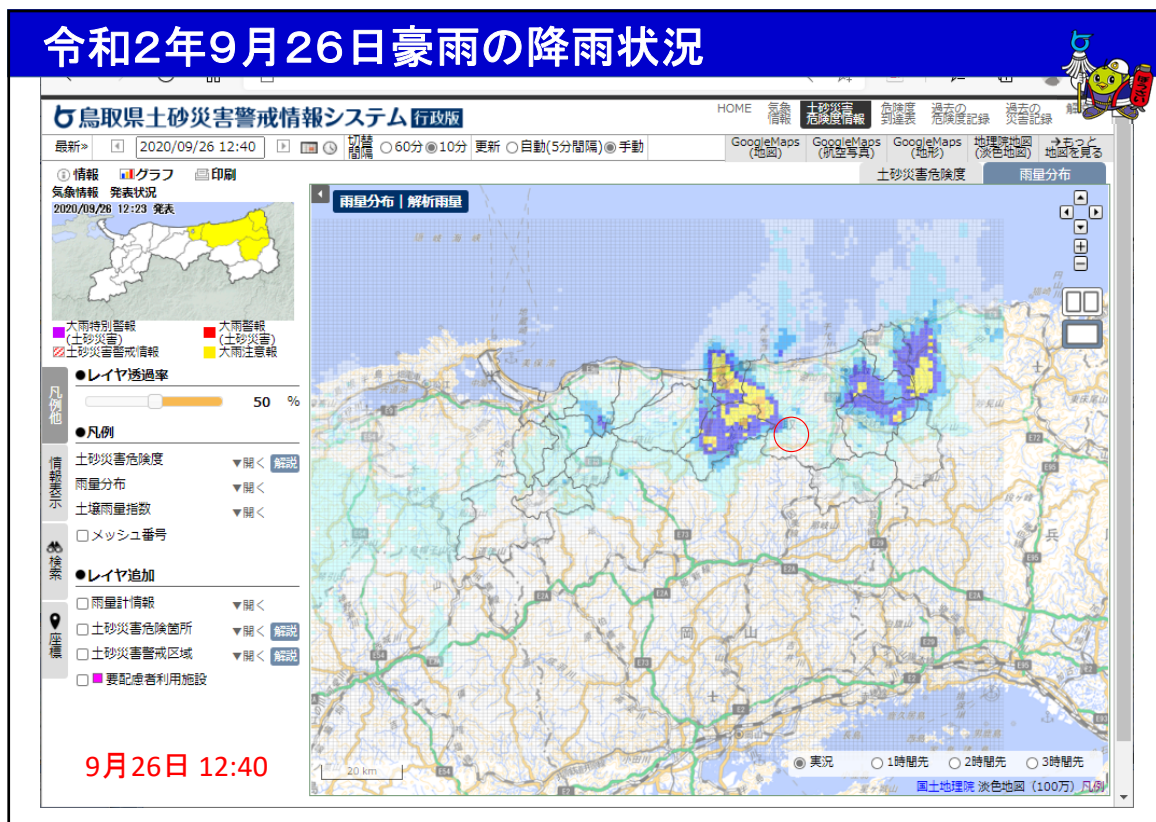 令和2年9月26日豪雨の降雨状況
鳥取県土砂災害警戒情報システム 行政版
HOME 気象情報 土砂災害危険度情報 危険度到達表 過去の危険度記録 過去の災害記録
最新» 2020/09/26 12:40 切替間隔 60分 10分 更新 自動(5分間隔) 手動
GoogleMaps(地図) GoogleMaps(航空写真) GoogleMaps(地形) 地理院地図(淡色地図) →もっと地図を見る
情報 グラフ 印刷
土砂災害危険度 雨量分布
気象情報 発表状況
2020/09/26 12:23 発表
雨量分布 | 解析雨量
大雨特別警報(土砂災害) 大雨警報(土砂災害)
土砂災害警戒情報 大雨注意報
●レイヤ透過率
50 %
凡例他
●凡例
土砂災害危険度 ▼開く 解説
雨量分布 ▼開く
土壌雨量指数 ▼開く
メッシュ番号
情報表示
検索
●レイヤ追加
雨量計情報 ▼開く
土砂災害危険箇所 ▼開く 解説
土砂災害警戒区域 ▼開く 解説
要配慮者利用施設
座標
兵
岡 山
E72
E95
E2A
E54
E2
9月26日 12:40
20 km
実況 1時間先 2時間先 3時間先
国土地理院 淡色地図（100万）凡例